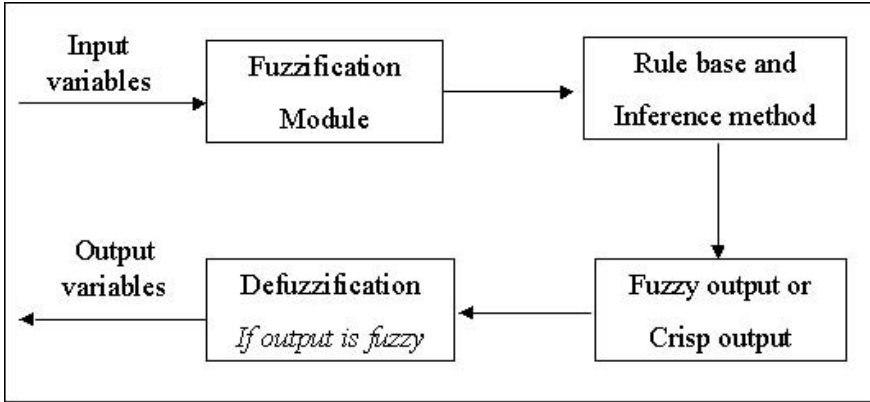 Input
variables
Fuzzification
Module
Rule base and
Inference method
Output
variables
Defuzzification
If output is fuzzy
Fuzzy output or
Crisp output